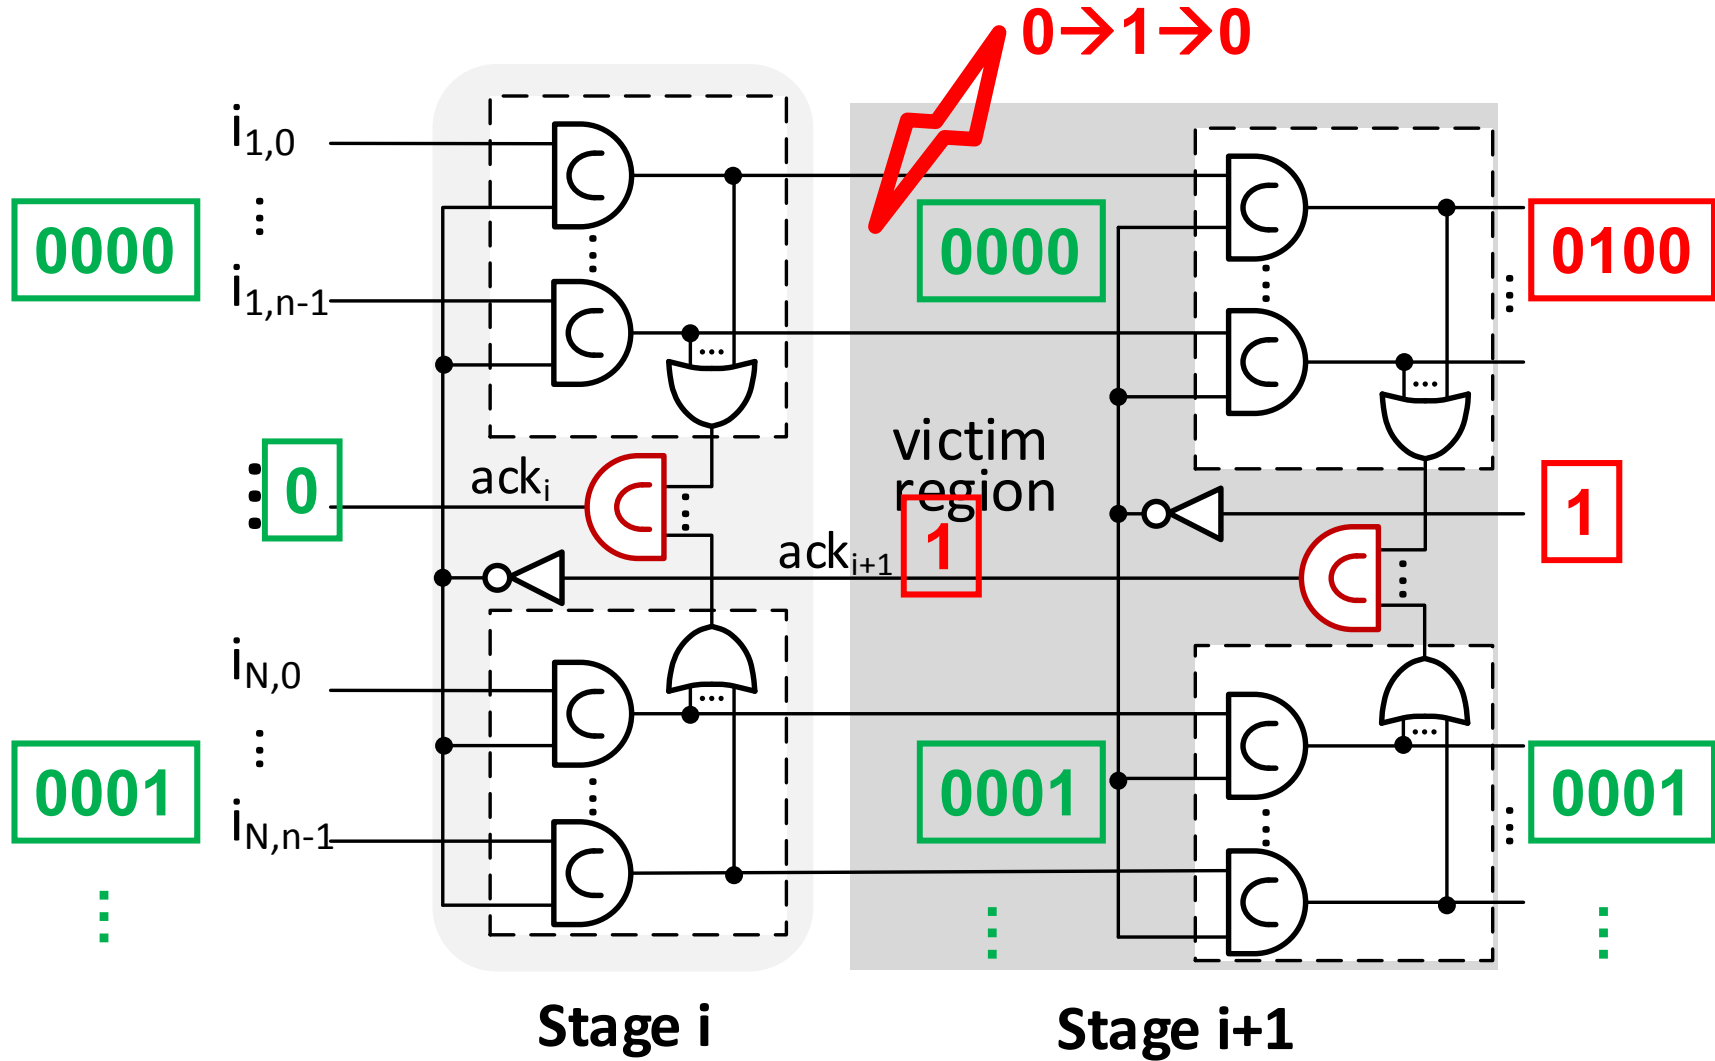 0→1→0
i1,0
0000
0000
0100
i1,n-1
victim
region
0
acki
1
1
acki+1
iN,0
0001
iN,n-1
0001
0001
Stage i
Stage i+1